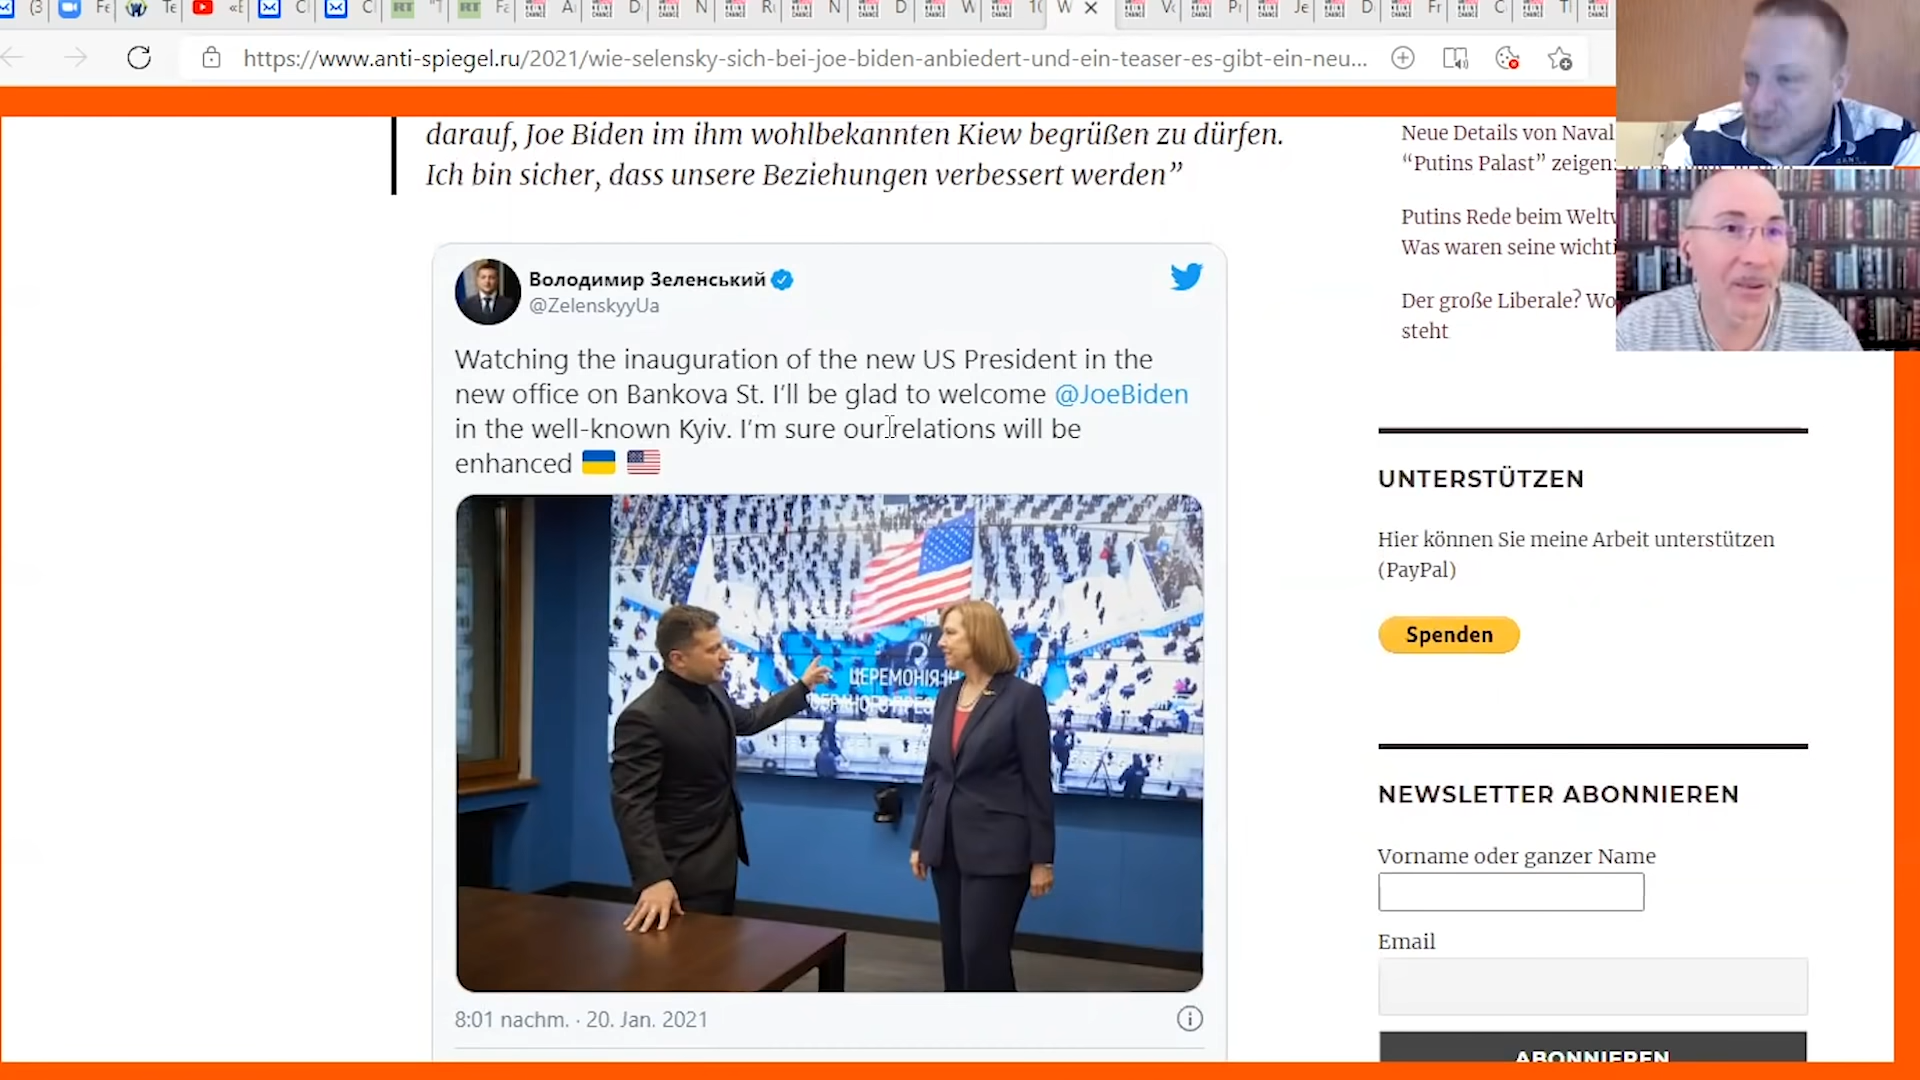 https://www.anti-spiegel.ru/2021/wie-selensky-sich-bei-joe-biden-anbiedert-und-ein-teaser-es-gibt-ein-neu...
darauf, Joe Biden im ihm wohlbekannten Kiew begrüßen zu dürfen.
Ich bin sicher, dass unsere Beziehungen verbessert werden”
Володимир Зеленський
@ZelenskyyUa
Watching the inauguration of the new US President in the
new office on Bankova St. I’ll be glad to welcome @JoeBiden
in the well-known Kyiv. I’m sure our relations will be
enhanced
ЦЕРЕМОНІЯ ІН
8:01 nachm. · 20. Jan. 2021
Neue Details von Naval
“Putins Palast” zeigen:
Putins Rede beim Weltw
Was waren seine wichti
Der große Liberale? Wo
steht
UNTERSTÜTZEN
Hier können Sie meine Arbeit unterstützen
(PayPal)
Spenden
NEWSLETTER ABONNIEREN
Vorname oder ganzer Name
Email
ABONNIEREN